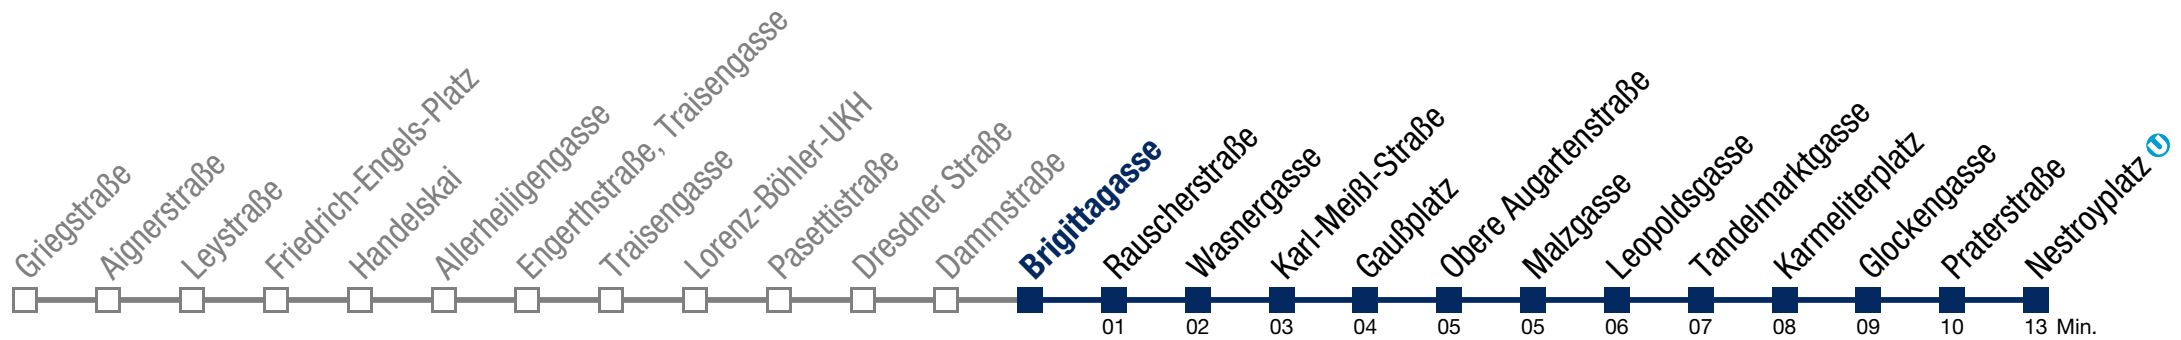 Griegstraße
Aignerstraße
Leystraße
Friedrich-Engels-Platz
Handelskai
Allerheiligengasse
Engerthstraße, Traisengasse
Traisengasse
Lorenz-Böhler-UKH
Pasettistraße
Dresdner Straße
Dammstraße
Brigittagasse
Rauscherstraße
Wasnergasse
Karl-Meißl-Straße
Gaußplatz
Obere Augartenstraße
Malzgasse
Leopoldsgasse
Tandelmarktgasse
Karmeliterplatz
Glockengasse
Praterstraße
Nestroyplatz U
01 02 03 04 05 05 06 07 08 09 10 13 Min.